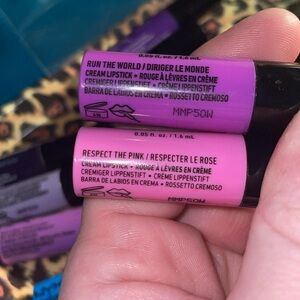 0.05 fl. oz. / 1.6 mL
RUN THE WORLD / DIRIGER LE MONDE
CREAM LIPSTICK • ROUGE À LÈVRES EN CRÈME
CREMIGER LIPPENSTIFT • CRÈME LIPPENSTIFT
BARRA DE LABIOS EN CREMA • ROSSETTO CREMOSO
MMP50W
0.05 fl. oz. / 1.6 mL
RESPECT THE PINK / RESPECTER LE ROSE
CREAM LIPSTICK • ROUGE À LÈVRES EN CRÈME
CREMIGER LIPPENSTIFT • CRÈME LIPPENSTIFT
BARRA DE LABIOS EN CREMA • ROSSETTO CREMOSO
MMP50W